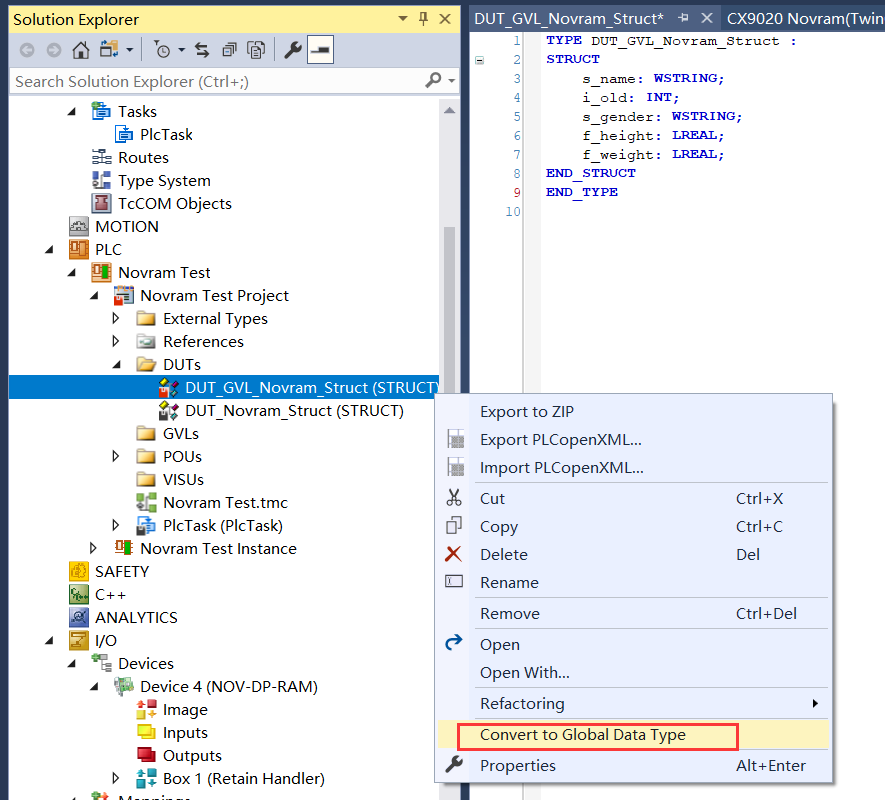 Solution Explorer
Search Solution Explorer (Ctrl+;)
Tasks
PlcTask
Routes
Type System
TcCOM Objects
MOTION
PLC
Novram Test
Novram Test Project
External Types
References
DUTs
DUT_GVL_Novram_Struct (STRUCT)
DUT_Novram_Struct (STRUCT)
GVLs
POUs
VISUs
Novram Test.tmc
PlcTask (PlcTask)
Novram Test Instance
SAFETY
C++
ANALYTICS
I/O
Devices
Device 4 (NOV-DP-RAM)
Image
Inputs
Outputs
Box 1 (Retain Handler)
Mappings
DUT_GVL_Novram_Struct* CX9020 Novram(Twin
1 TYPE DUT_GVL_Novram_Struct :
2 STRUCT
3 s_name: WSTRING;
4 i_old: INT;
5 s_gender: WSTRING;
6 f_height: LREAL;
7 f_weight: LREAL;
8 END_STRUCT
9 END_TYPE
10
Export to ZIP
Export PLCopenXML...
Import PLCopenXML...
Cut Ctrl+X
Copy Ctrl+C
Delete Del
Rename
Remove Ctrl+Del
Open
Open With...
Refactoring
Convert to Global Data Type
Properties Alt+Enter